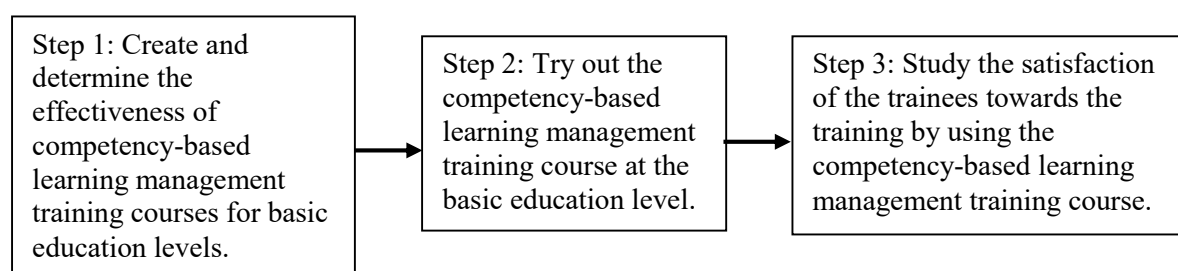 Step 1: Create and
determine the
effectiveness of
competency-based
learning management
training courses for basic
education levels.
Step 2: Try out the
competency-based
learning management
training course at the
basic education level.
Step 3: Study the satisfaction
of the trainees towards the
training by using the
competency-based learning
management training course.